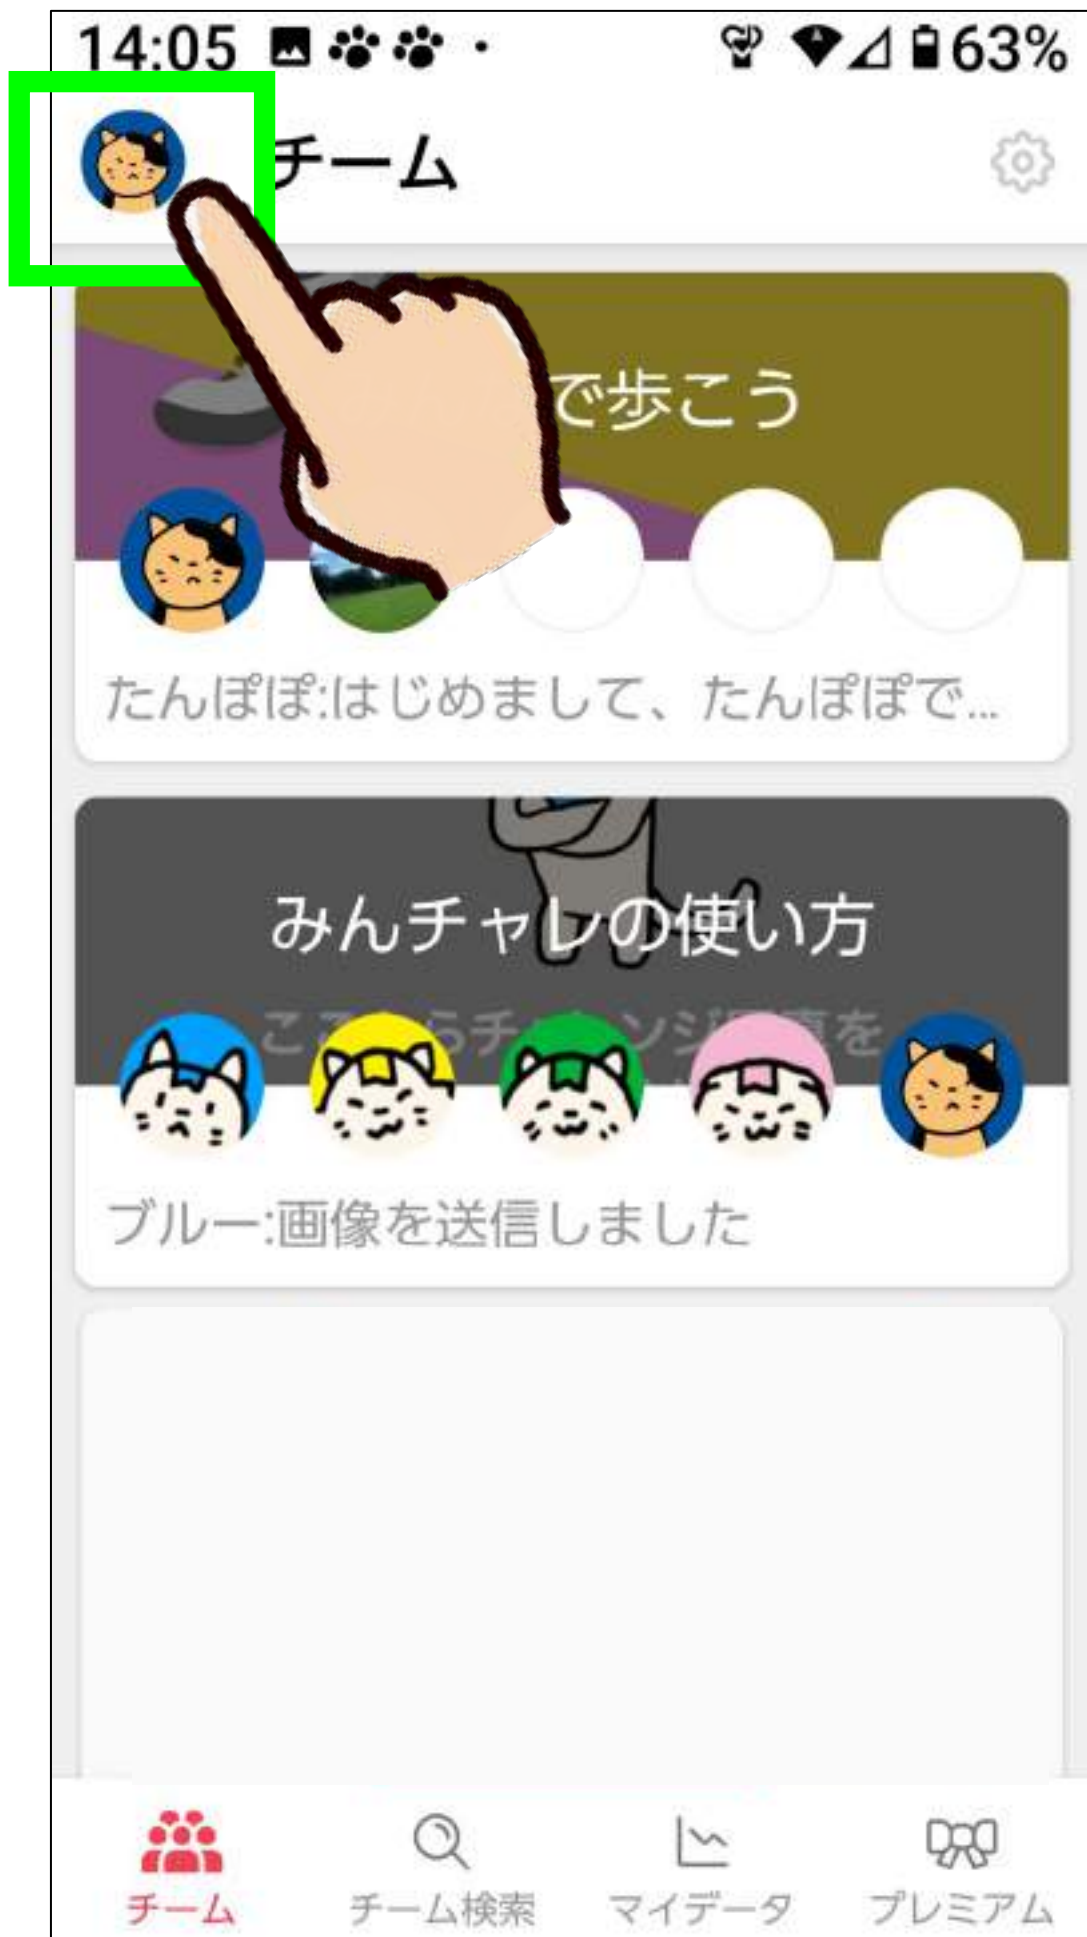 14:05 63%
チーム
で歩こう
たんぽぽ:はじめまして、たんぽぽで...
みんチャレの使い方
ブルー:画像を送信しました
チーム チーム検索 マイデータ プレミアム